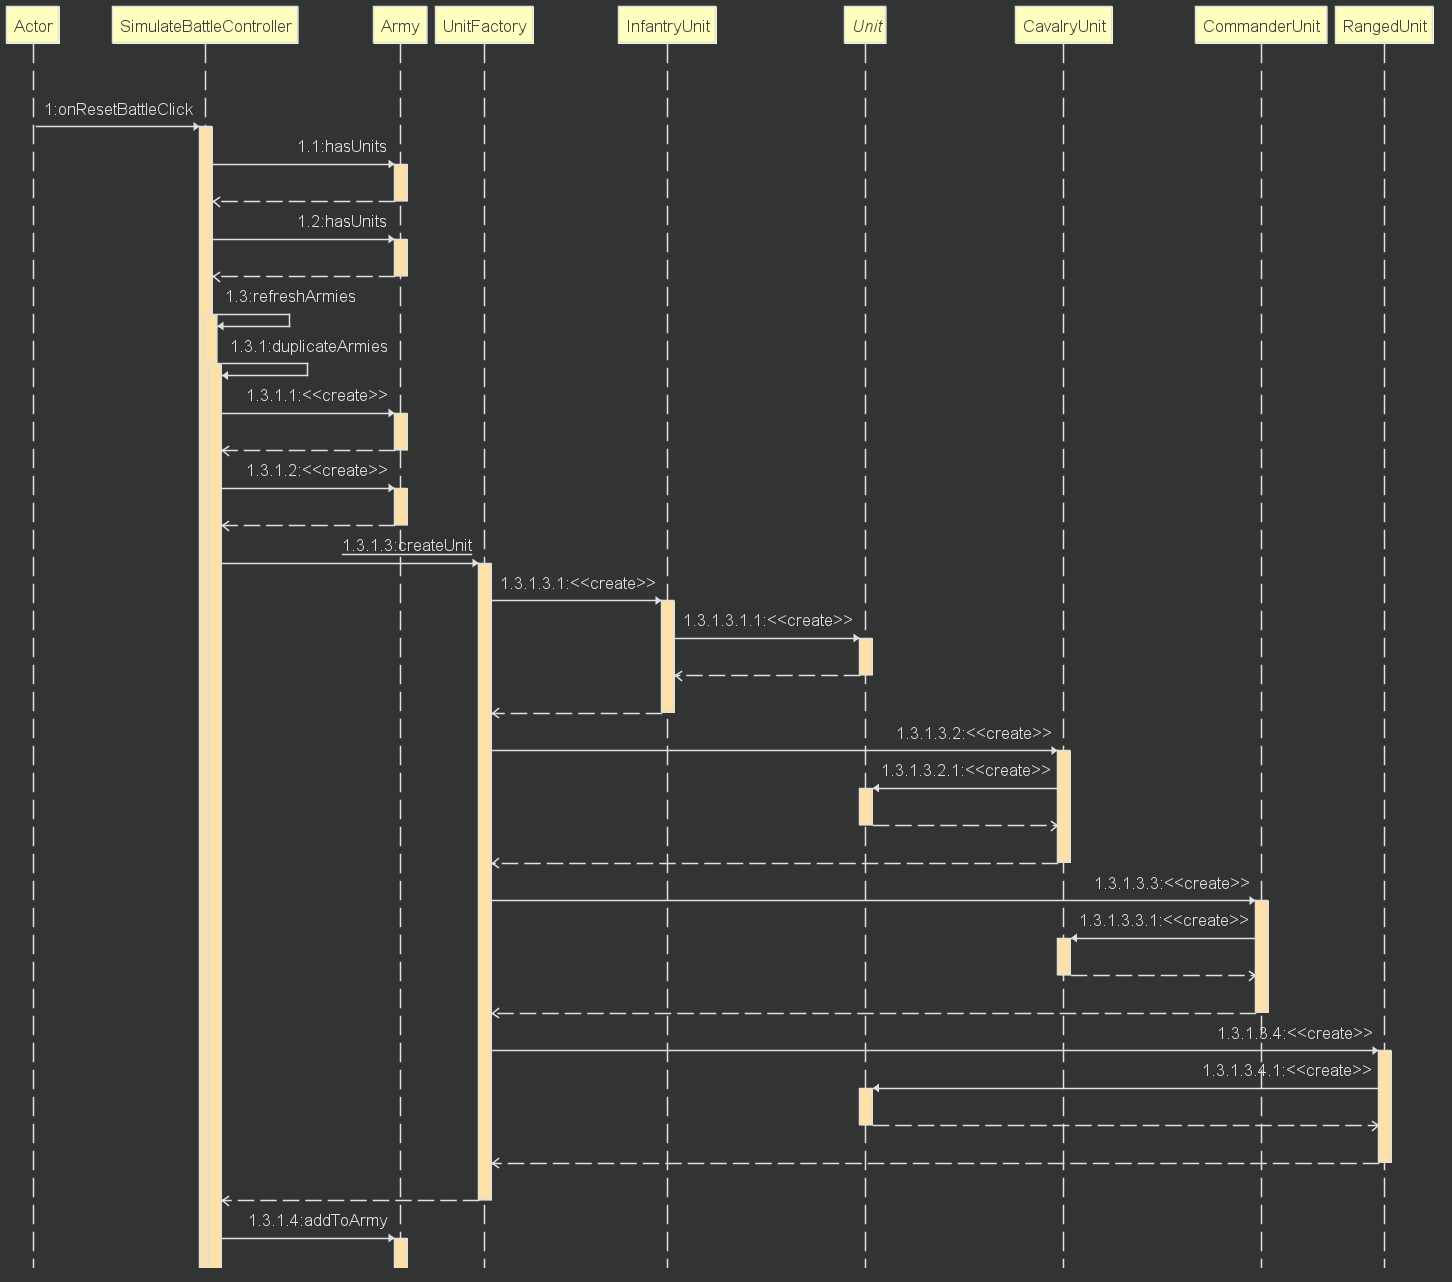 Actor SimulateBattleController Army UnitFactory InfantryUnit Unit CavalryUnit CommanderUnit RangedUnit
1:onResetBattleClick
1.1:hasUnits
1.2:hasUnits
1.3:refreshArmies
1.3.1:duplicateArmies
1.3.1.1:<<create>>
1.3.1.2:<<create>>
1.3.1.3:createUnit
1.3.1.3.1:<<create>>
1.3.1.3.1.1:<<create>>
1.3.1.3.2:<<create>>
1.3.1.3.2.1:<<create>>
1.3.1.3.3:<<create>>
1.3.1.3.3.1:<<create>>
1.3.1.3.4:<<create>>
1.3.1.3.4.1:<<create>>
1.3.1.4:addToArmy